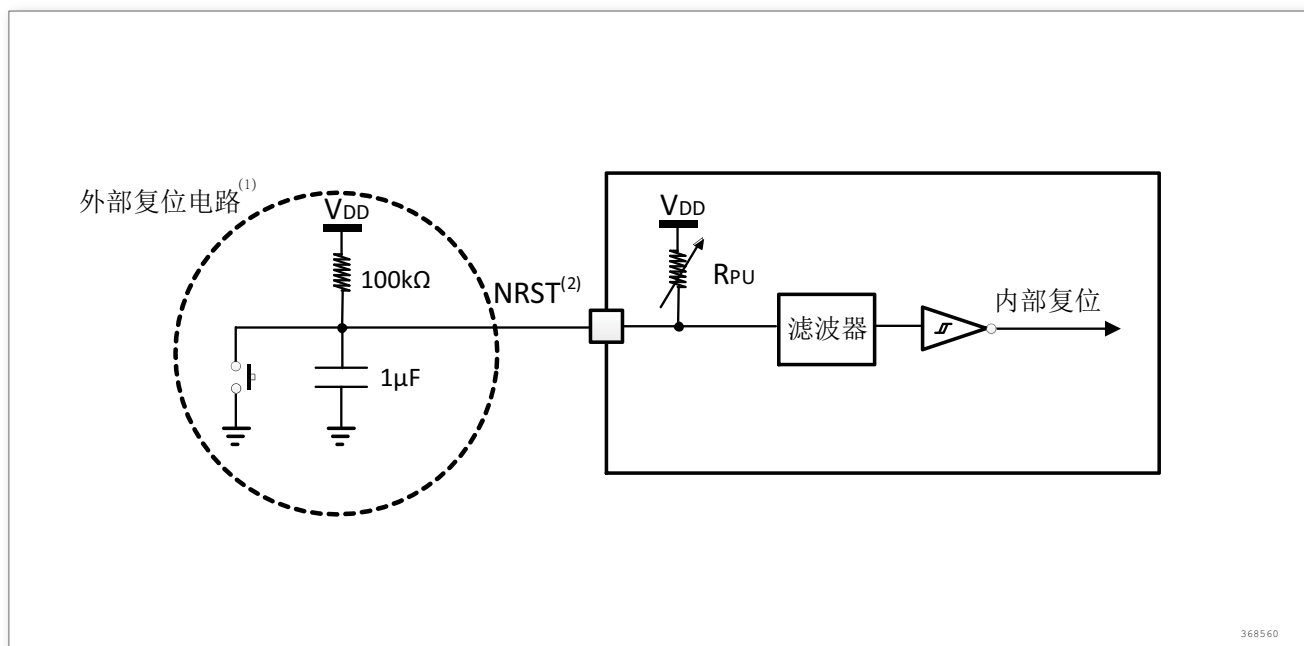 外部复位电路(1)
VDD
100kΩ
1μF
NRST(2)
VDD
RPU
滤波器
内部复位
368560